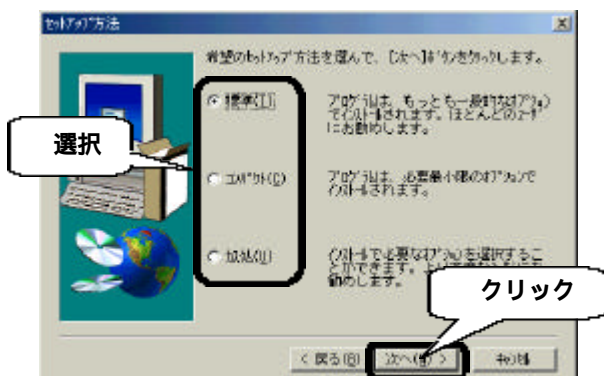 セットアップ方法
希望のセットアップ方法を選んで、[次へ]ボタンをクリックします。
標準(T)
プログラムは、もっとも一般的なオプション
でインストールされます。ほとんどのユーザー
にお勧めします。
選択
コンパクト(C)
プログラムは、必要最小限のオプションで
インストールされます。
カスタム(U)
インストールで必要なオプションを選択するこ
とができます。
勧めします。
クリック
< 戻る(B)
次へ(N) >
キャンセル